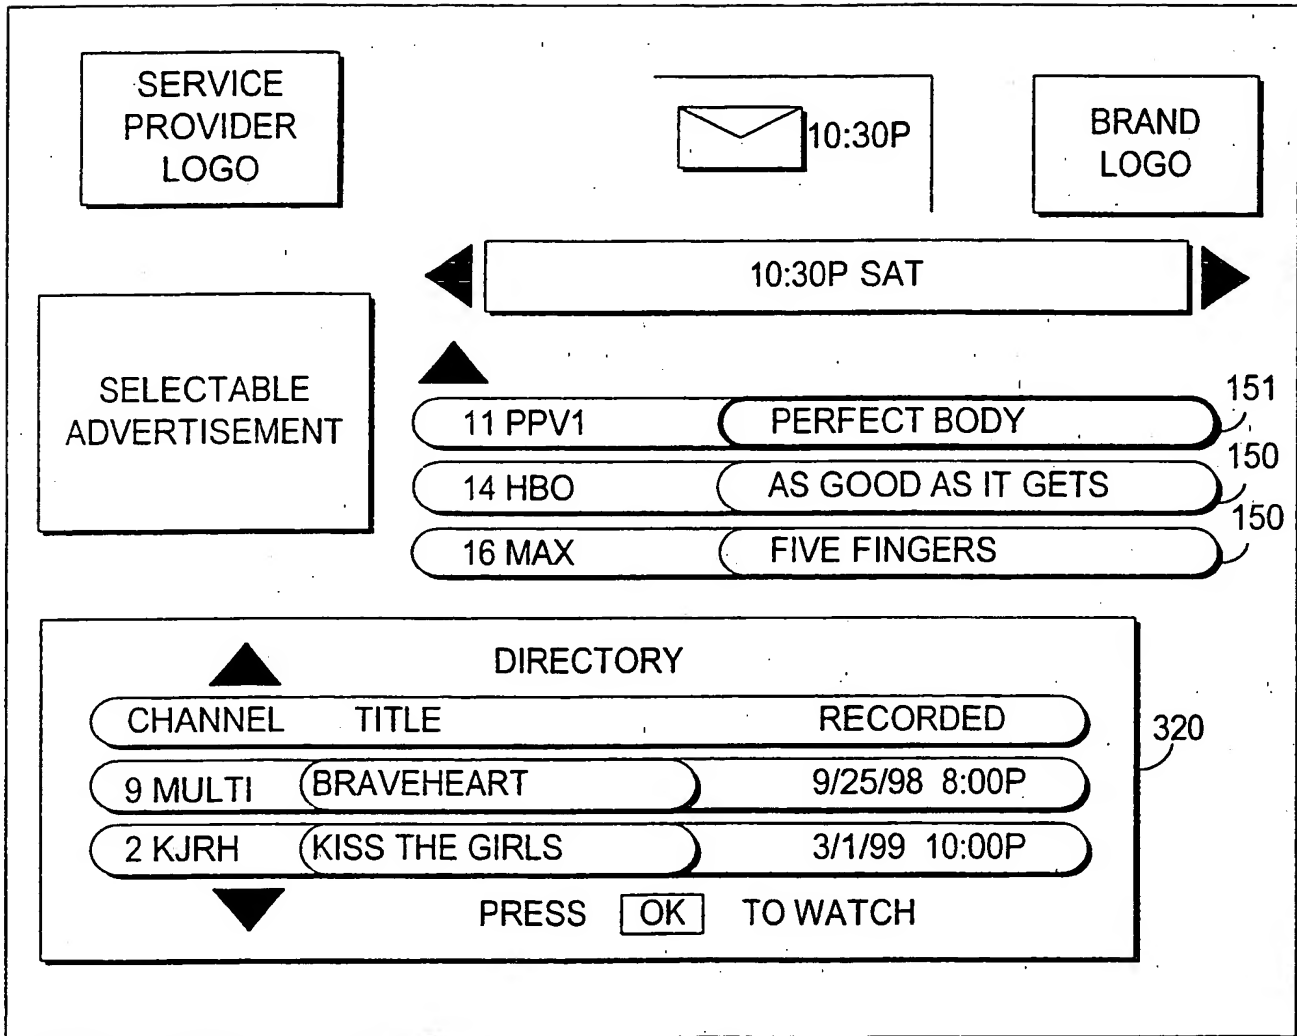 SERVICE
PROVIDER
LOGO
10:30P
BRAND
LOGO
10:30P SAT
SELECTABLE
ADVERTISEMENT
11 PPV1 PERFECT BODY 151
14 HBO AS GOOD AS IT GETS 150
16 MAX FIVE FINGERS 150
DIRECTORY
CHANNEL TITLE RECORDED
320
9 MULTI BRAVEHEART 9/25/98 8:00P
2 KJRH KISS THE GIRLS 3/1/99 10:00P
PRESS OK TO WATCH